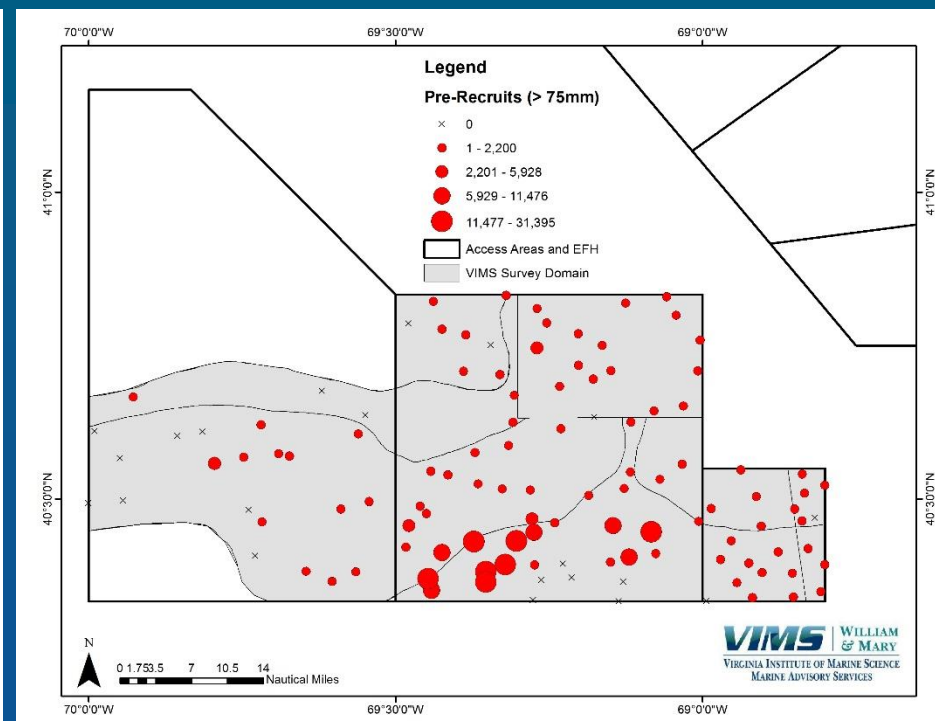 70°0'0"W
69°30'0"W
69°0'0"W
Legend
Pre-Recruits (> 75mm)
0
1 - 2,200
2,201 - 5,928
5,929 - 11,476
11,477 - 31,395
Access Areas and EFH
VIMS Survey Domain
41°0'0"N
41°0'0"N
40°30'0"N
40°30'0"N
N
0 1.753.5 7 10.5 14
Nautical Miles
VIMS WILLIAM & MARY
VIRGINIA INSTITUTE OF MARINE SCIENCE
MARINE ADVISORY SERVICES
70°0'0"W
69°30'0"W
69°0'0"W